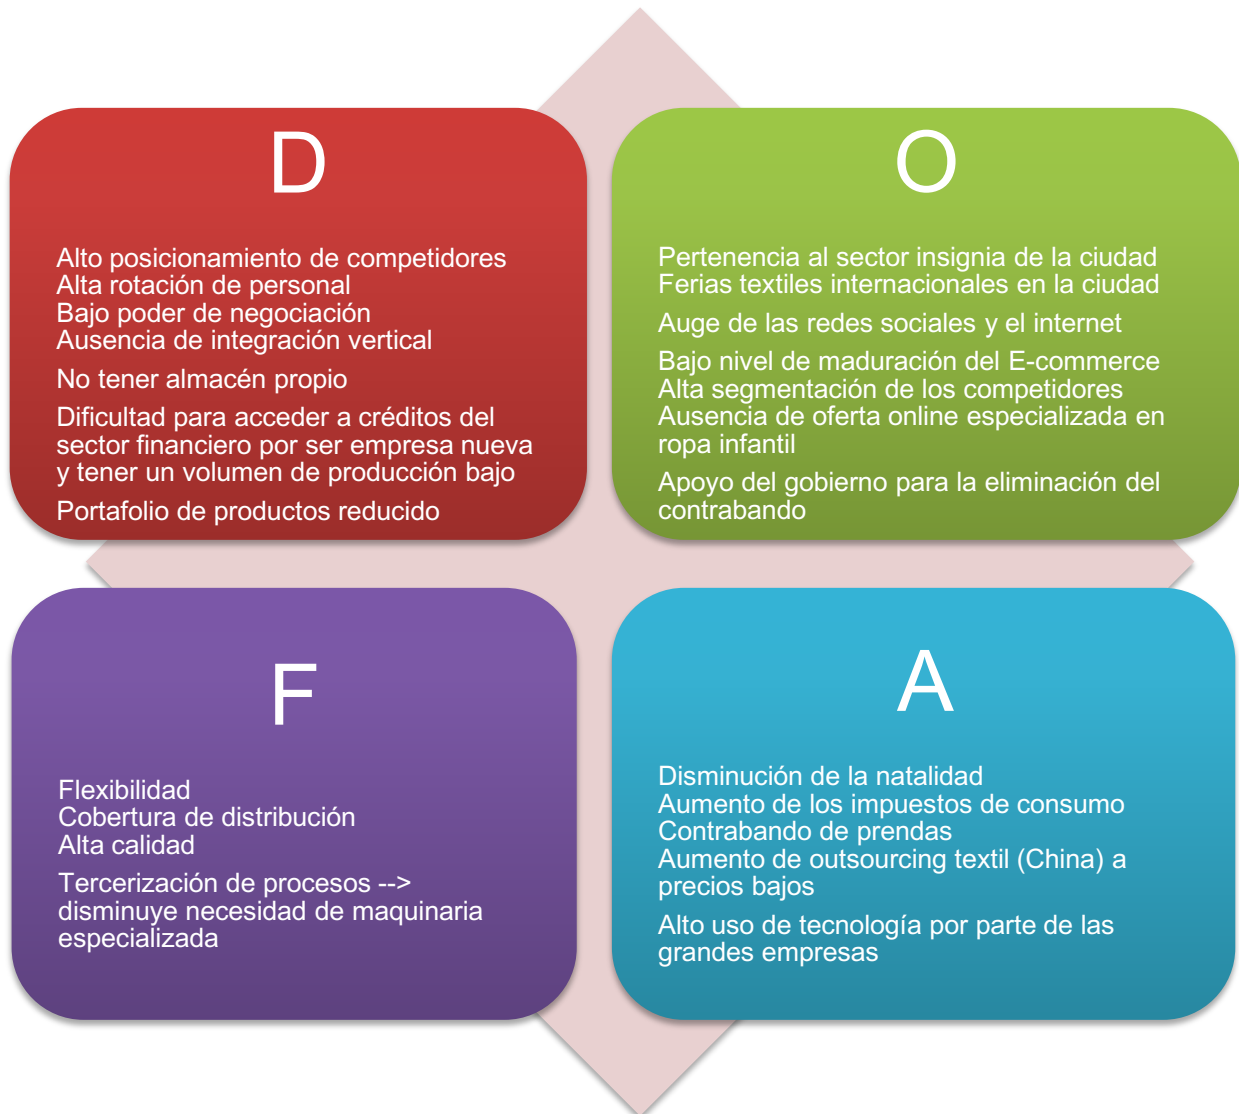 D
Alto posicionamiento de competidores
Alta rotación de personal
Bajo poder de negociación
Ausencia de integración vertical
No tener almacén propio
Dificultad para acceder a créditos del
sector financiero por ser empresa nueva
y tener un volumen de producción bajo
Portafolio de productos reducido
O
Pertenencia al sector insignia de la ciudad
Ferias textiles internacionales en la ciudad
Auge de las redes sociales y el internet
Bajo nivel de maduración del E-commerce
Alta segmentación de los competidores
Ausencia de oferta online especializada en
ropa infantil
Apoyo del gobierno para la eliminación del
contrabando
F
Flexibilidad
Cobertura de distribución
Alta calidad
Tercerización de procesos -->
disminuye necesidad de maquinaria
especializada
A
Disminución de la natalidad
Aumento de los impuestos de consumo
Contrabando de prendas
Aumento de outsourcing textil (China) a
precios bajos
Alto uso de tecnología por parte de las
grandes empresas